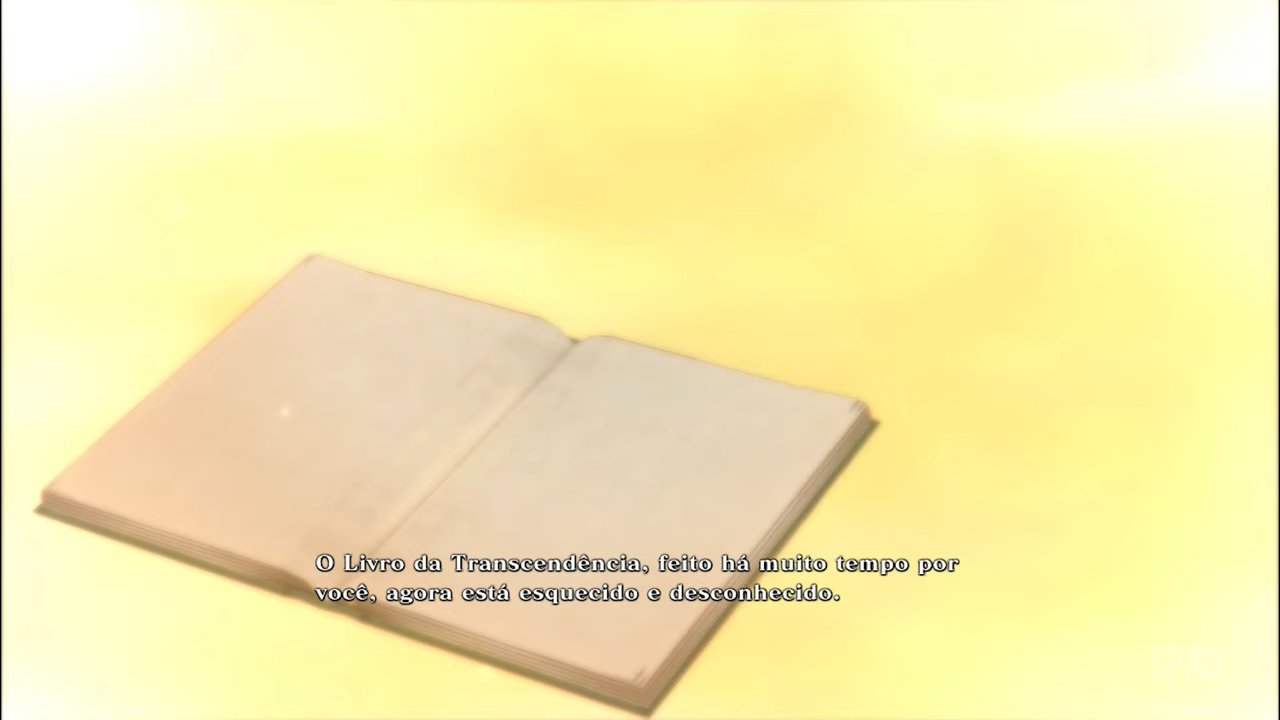 O Livro da Transcendência, feito há muito tempo por
você, agora está esquecido e desconhecido.